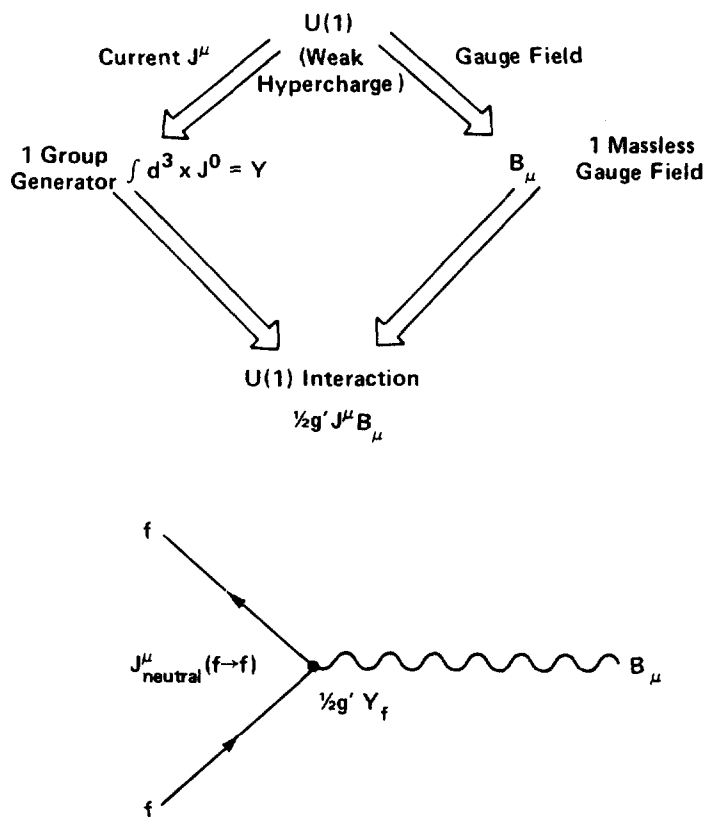 U(1)
(Weak
Hypercharge)
Current J^μ
Gauge Field
1 Group
Generator
∫ d³ x J⁰ = Y
B_μ
1 Massless
Gauge Field
U(1) Interaction
½g′ J^μ B_μ
f
J^μ_neutral (f→f)
B_μ
½g′ Y_f
f